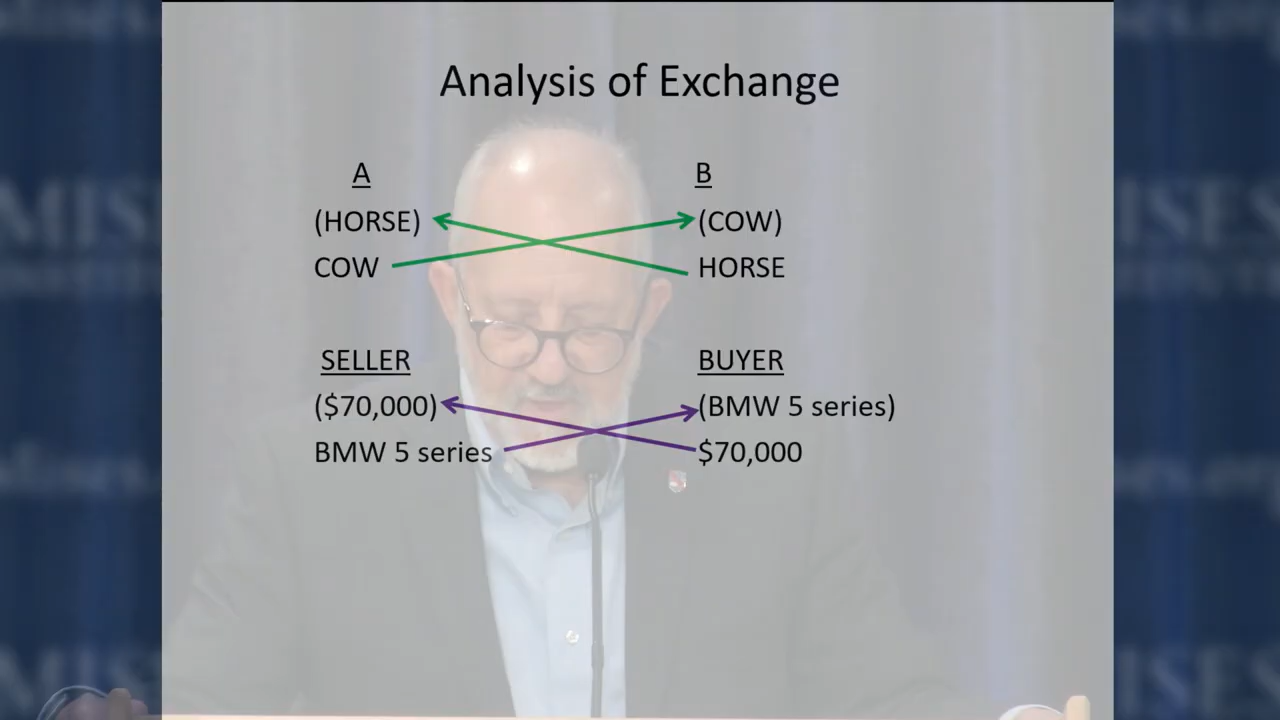 Analysis of Exchange
A B
(HORSE) (COW)
COW HORSE
SELLER BUYER
($70,000) (BMW 5 series)
BMW 5 series $70,000
MISES